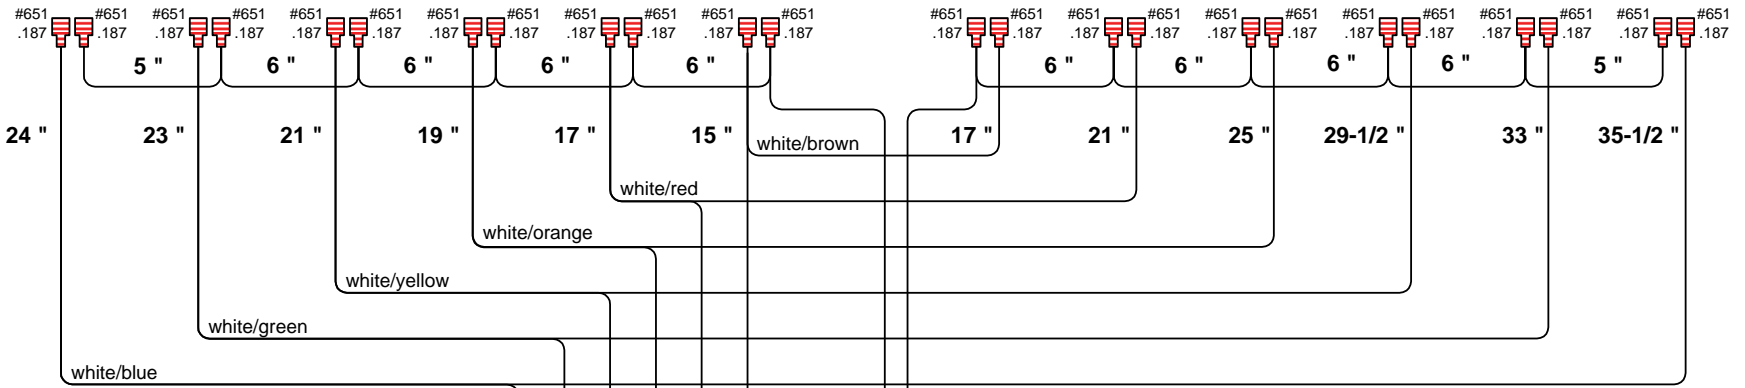 #651 #651 #651 #651 #651 #651 #651 #651 #651 #651 #651 #651 #651 #651 #651 #651 #651 #651 #651 #651 #651 #651 #651 #651
.187 .187 .187 .187 .187 .187 .187 .187 .187 .187 .187 .187 .187 .187 .187 .187 .187 .187 .187 .187 .187 .187 .187 .187
5 " 6 " 6 " 6 " 6 " 6 " 6 " 6 " 6 " 5 "
24 " 23 " 21 " 19 " 17 " 15 " 17 " 21 " 25 " 29-1/2 " 33 " 35-1/2 "
white/brown
white/red
white/orange
white/yellow
white/green
white/blue